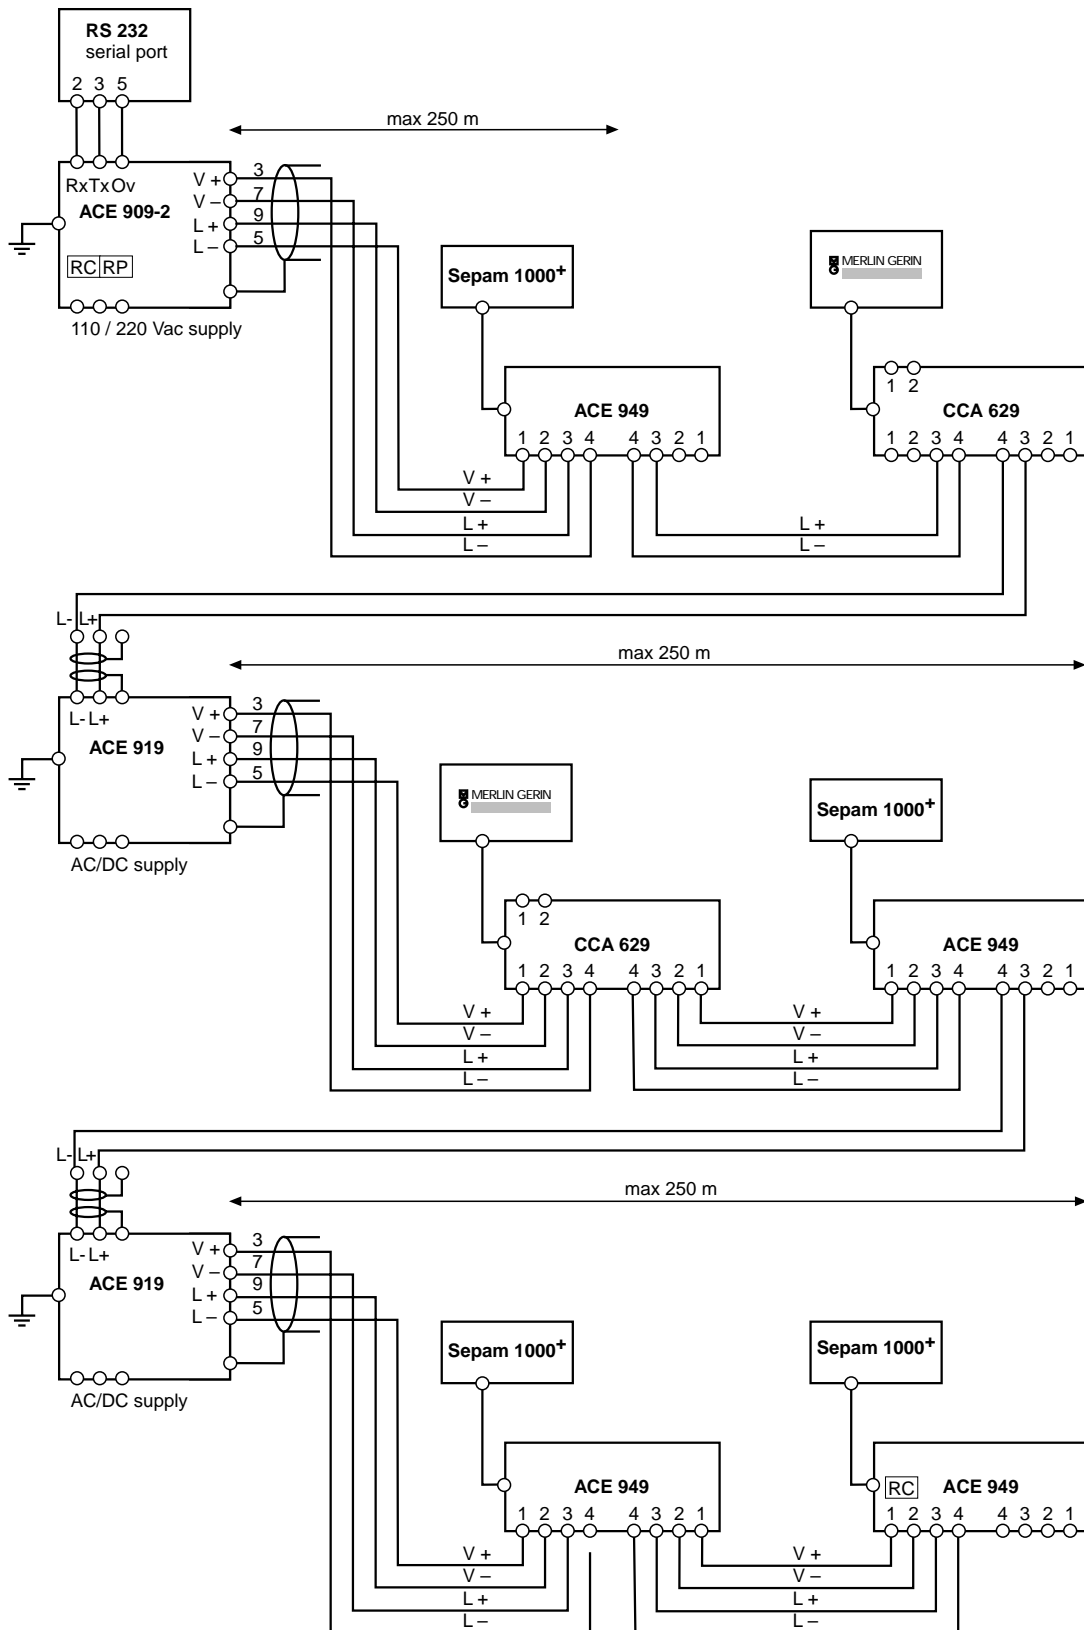 RS 232
serial port
2 3 5
max 250 m
Rx Tx Ov
V + 3
V – 7
ACE 909-2
L + 9
L – 5
RC RP
110 / 220 Vac supply
Sepam 1000+
MERLIN GERIN
1 2
ACE 949
CCA 629
1 2 3 4 4 3 2 1
1 2 3 4 4 3 2 1
V +
V –
L +
L –
L +
L –
L- L+
max 250 m
L- L+
V + 3
V – 7
ACE 919
L + 9
L – 5
AC/DC supply
MERLIN GERIN
Sepam 1000+
1 2
CCA 629
ACE 949
1 2 3 4 4 3 2 1
1 2 3 4 4 3 2 1
V +
V –
L +
L –
V +
V –
L +
L –
L- L+
max 250 m
L- L+
V + 3
V – 7
ACE 919
L + 9
L – 5
AC/DC supply
Sepam 1000+
Sepam 1000+
ACE 949
RC ACE 949
1 2 3 4 4 3 2 1
1 2 3 4 4 3 2 1
V +
V –
L +
L –
V +
V –
L +
L –